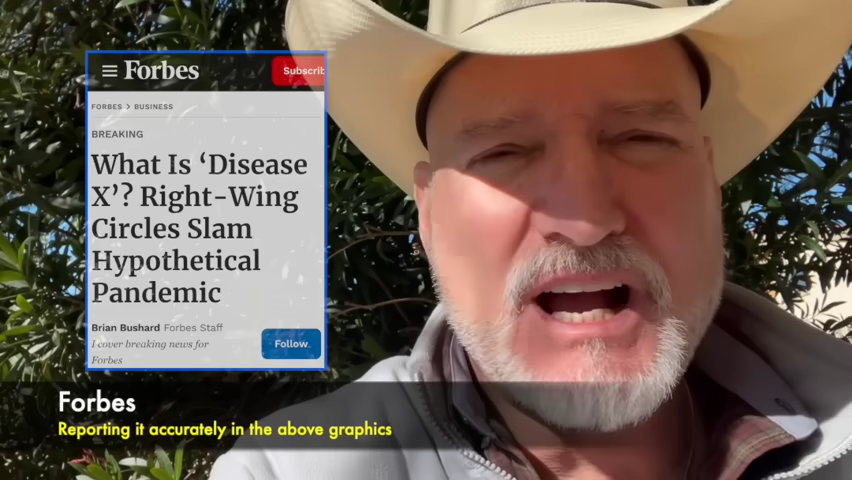 Forbes
Subscrib
FORBES > BUSINESS
BREAKING
What Is ‘Disease
X’? Right-Wing
Circles Slam
Hypothetical
Pandemic
Brian Bushard Forbes Staff
I cover breaking news for
Forbes
Follow
Forbes
Reporting it accurately in the above graphics